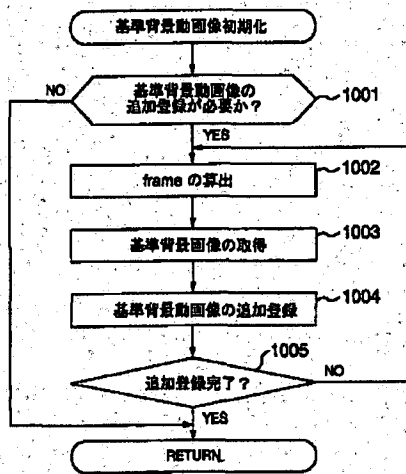 基準背景動画像初期化
基準背景動画像の
追加登録が必要か？
NO
1001
YES
frame の算出
1002
基準背景画像の取得
1003
基準背景動画像の追加登録
1004
1005
追加登録完了？
NO
YES
RETURN